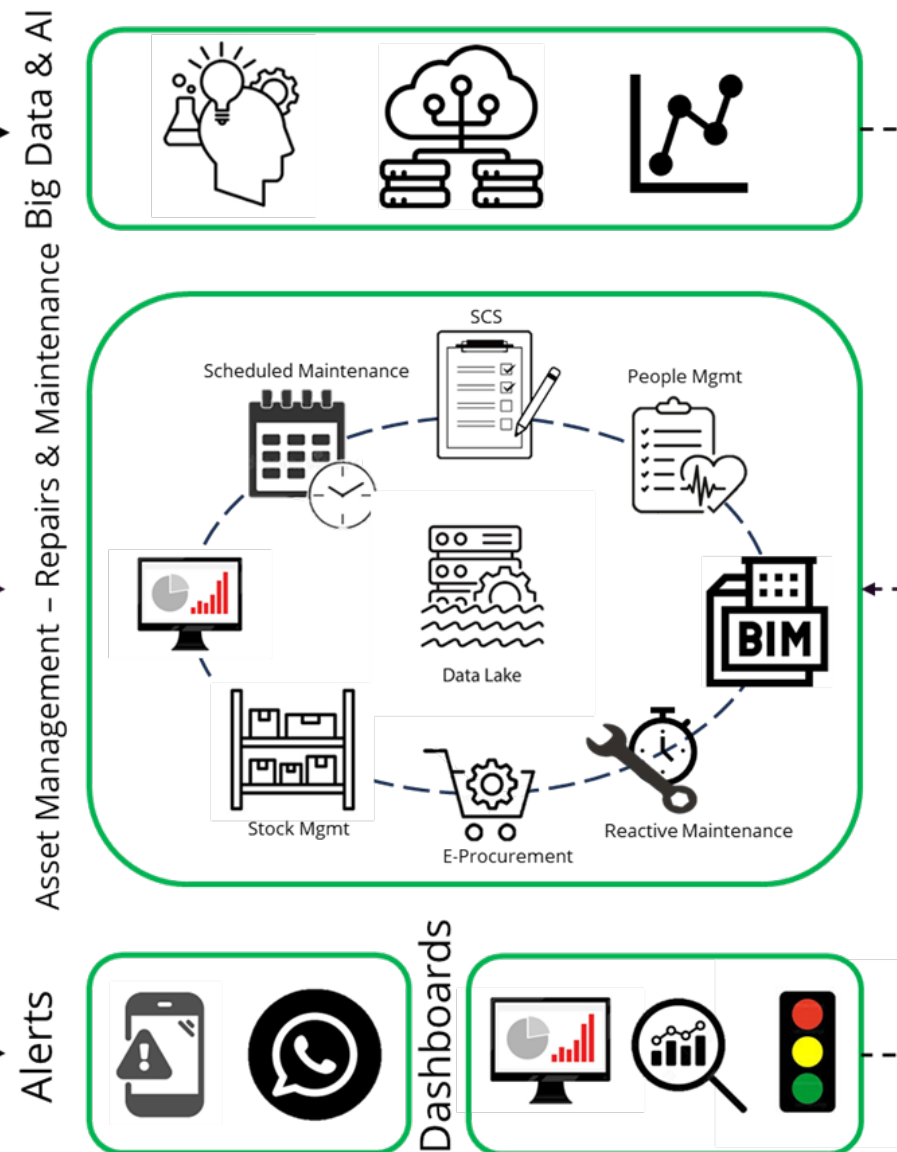 Big Data & AI
Asset Management – Repairs & Maintenance
SCS
Scheduled Maintenance
People Mgmt
BIM
Data Lake
Stock Mgmt
Reactive Maintenance
E-Procurement
Alerts
Dashboards